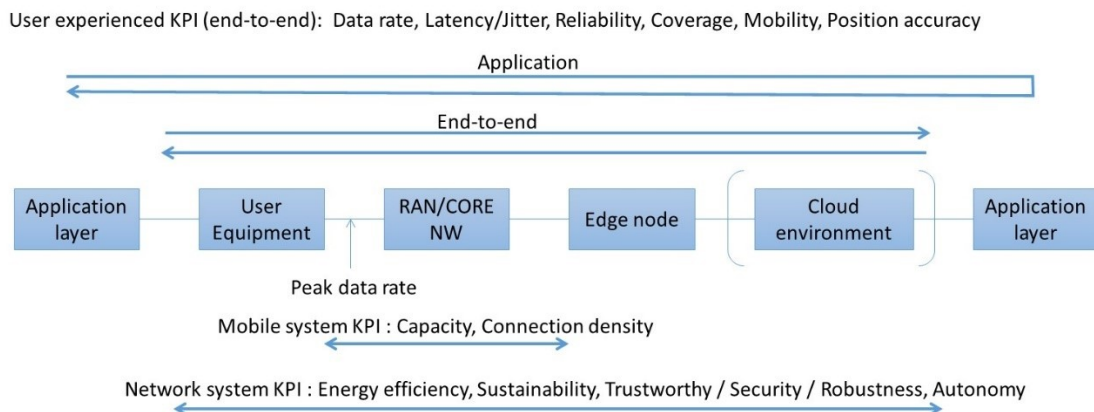 User experienced KPI (end-to-end): Data rate, Latency/Jitter, Reliability, Coverage, Mobility, Position accuracy
Application
End-to-end
Application
layer
User
Equipment
RAN/CORE
NW
Edge node
Cloud
environment
Application
layer
Peak data rate
Mobile system KPI : Capacity, Connection density
Network system KPI : Energy efficiency, Sustainability, Trustworthy / Security / Robustness, Autonomy